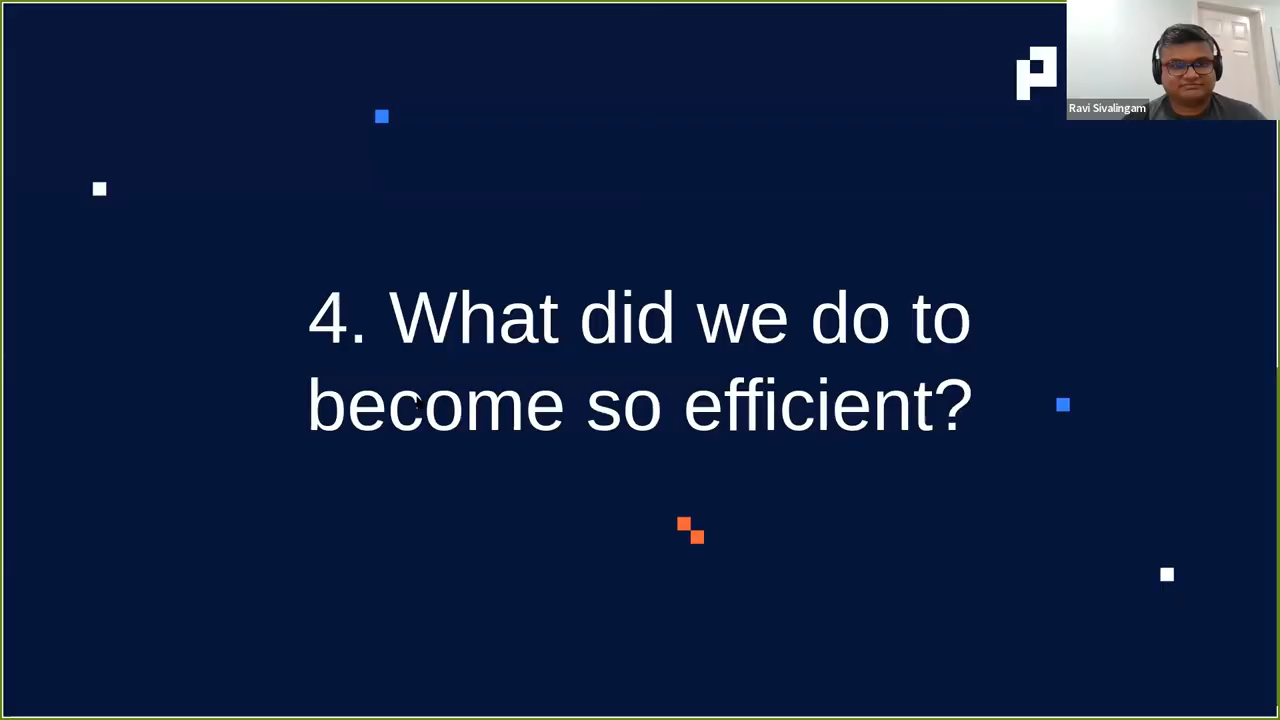 4. What did we do to
become so efficient?
Ravi Sivalingam